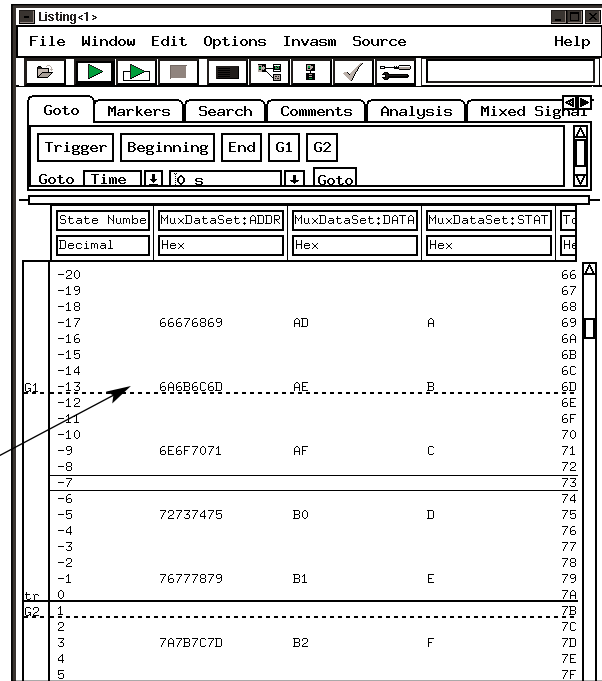 Listing<1>
File Window Edit Options Invasm Source Help
Goto Markers Search Comments Analysis Mixed Signal
Trigger Beginning End G1 G2
Goto Time 0 s Goto
State Numbe MuxDataSet:ADDR MuxDataSet:DATA MuxDataSet:STAT
Decimal Hex Hex Hex He
-20 66
-19 67
-18 68
-17 66676869 AD A 69
-16 6A
-15 6B
-14 6C
G1 -13 6A6B6C6D AE B 6D
-12 6E
-11 6F
-10 70
-9 6E6F7071 AF C 71
-8 72
-7 73
-6 74
-5 72737475 B0 D 75
-4 76
-3 77
-2 78
-1 76777879 B1 E 79
tr 0 7A
G2 1 7B
2 7C
3 7A7B7C7D B2 F 7D
4 7E
5 7F